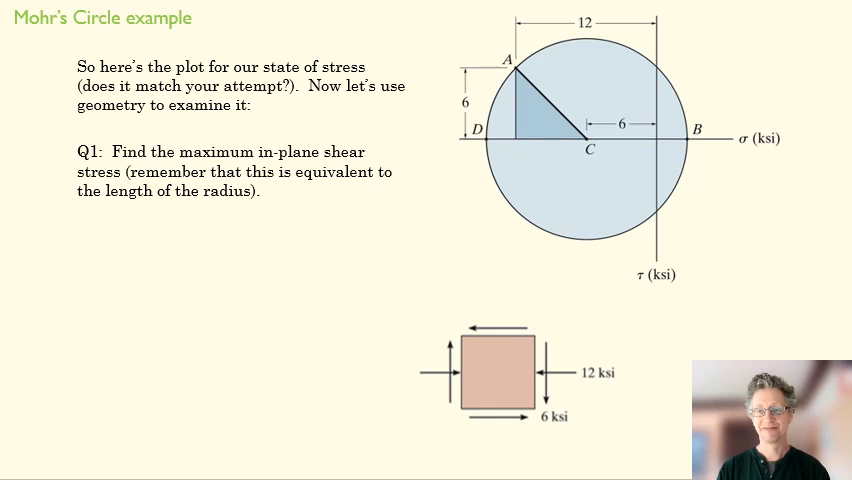 Mohr's Circle example
So here's the plot for our state of stress
(does it match your attempt?). Now let's use
geometry to examine it:
Q1: Find the maximum in-plane shear
stress (remember that this is equivalent to
the length of the radius).
12
A
6
6
D
B
C
σ (ksi)
τ (ksi)
12 ksi
6 ksi